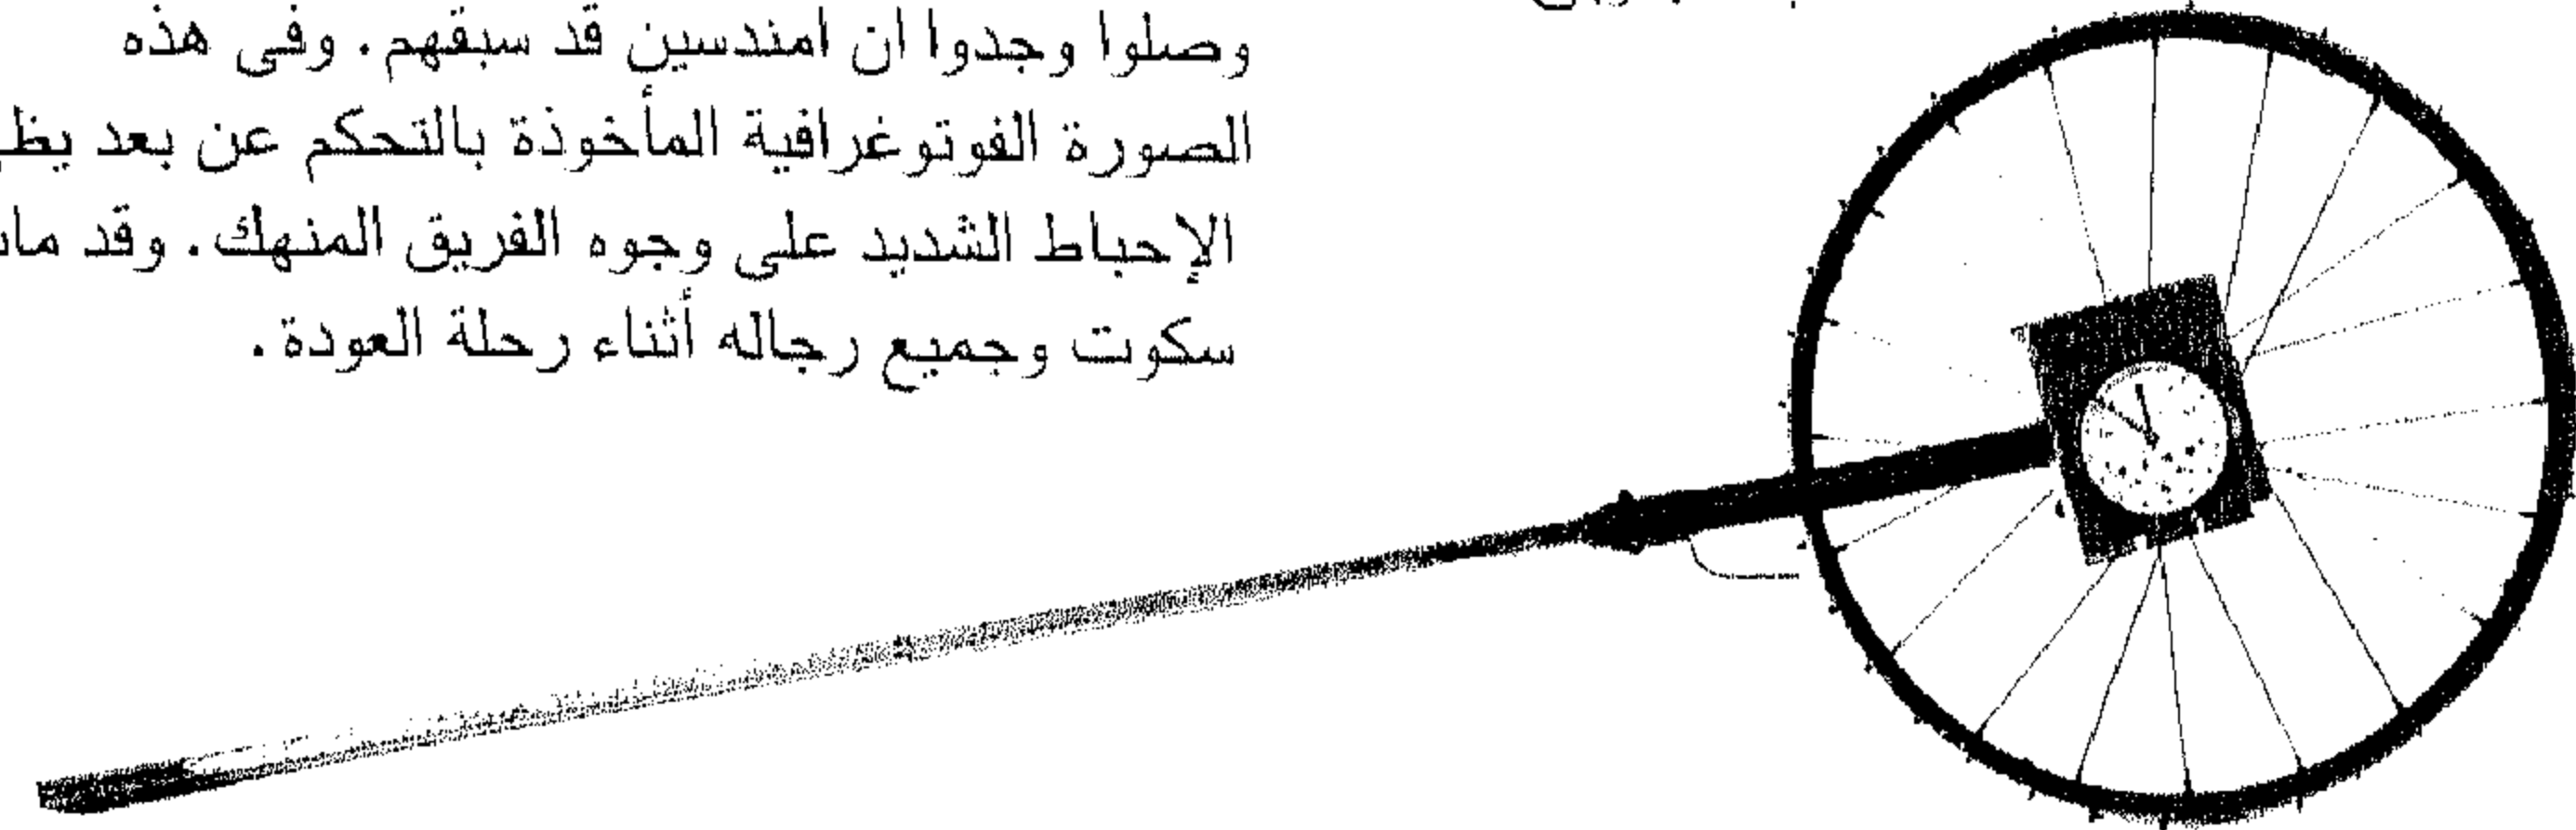 وصلوا وجدوا ان امندسين قد سبقهم. وفى هذه
الصورة الفوتوغرافية المأخوذة بالتحكم عن بعد
الإحباط الشديد على وجوه الفريق المنهك. وقد
سكوت وجميع رجاله أثناء رحلة العودة.